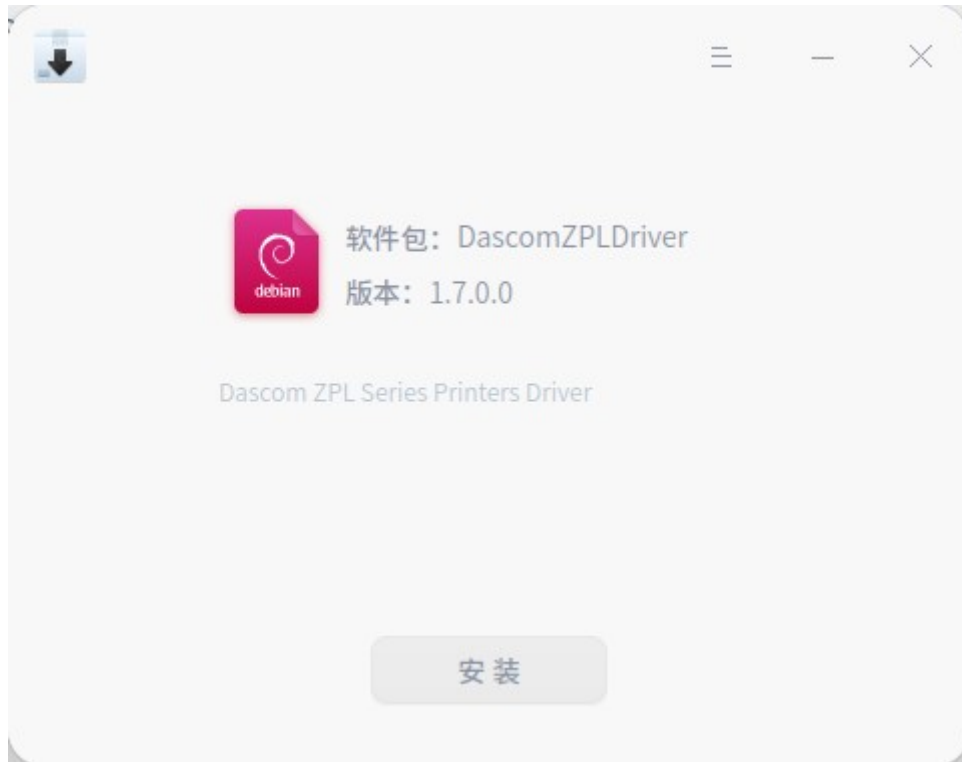 debian
软件包：DascomZPLDriver
版本：1.7.0.0
Dascom ZPL Series Printers Driver
安装